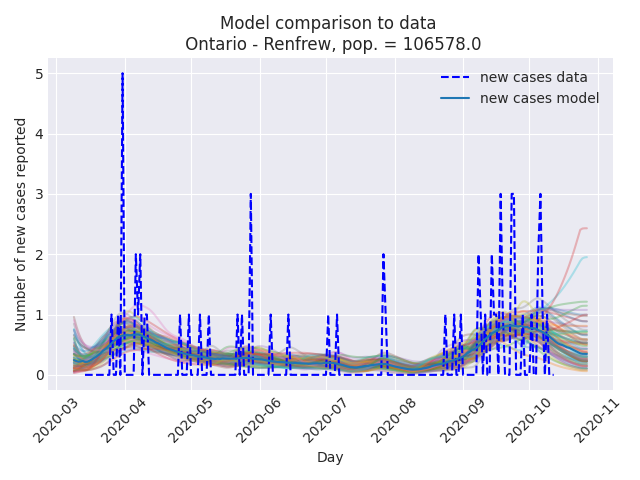 Model comparison to data
Ontario - Renfrew, pop. = 106578.0
new cases data
new cases model
Number of new cases reported
5
4
3
2
1
0
2020-03
2020-04
2020-05
2020-06
2020-07
2020-08
2020-09
2020-10
2020-11
Day